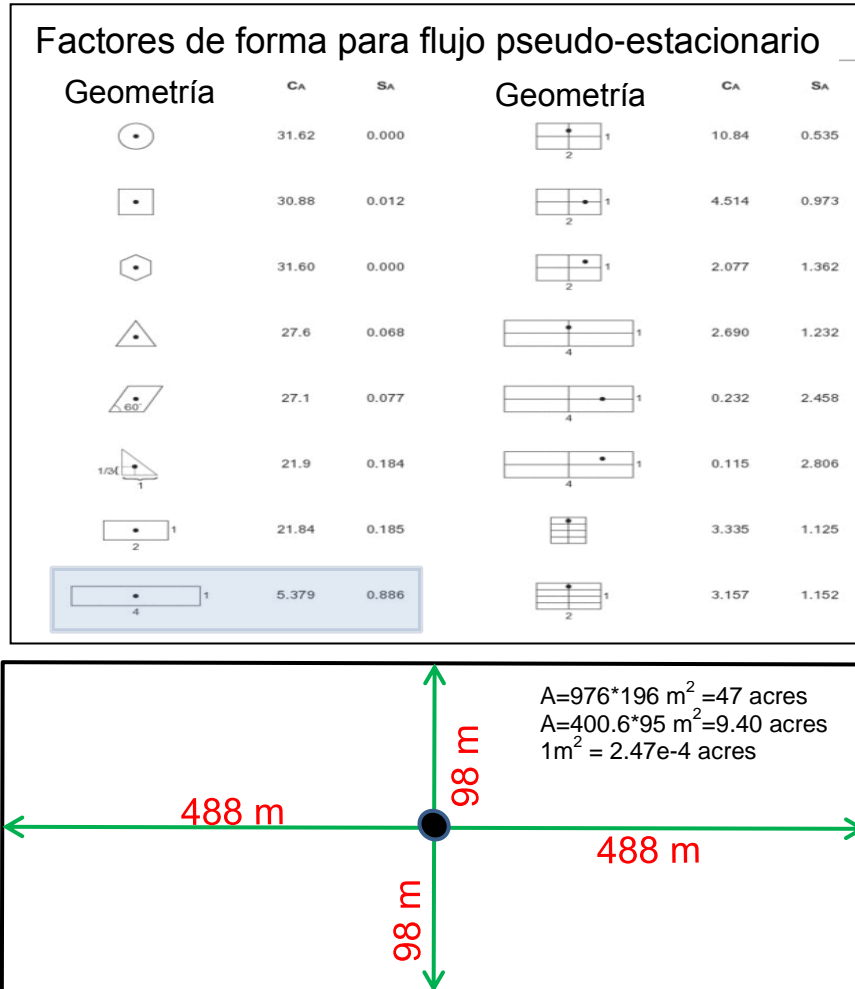 Factores de forma para flujo pseudo-estacionario
Geometría CA SA Geometría CA SA
31.62 0.000 1 2 10.84 0.535
30.88 0.012 1 2 4.514 0.973
31.60 0.000 1 2 2.077 1.362
27.6 0.068 1 4 2.690 1.232
60° 27.1 0.077 1 4 0.232 2.458
1/3 1 21.9 0.184 1 4 0.115 2.806
1 2 21.84 0.185 3.335 1.125
1 4 5.379 0.886 1 2 3.157 1.152
A=976*196 m² =47 acres
A=400.6*95 m²=9.40 acres
1m² = 2.47e-4 acres
98 m
488 m
488 m
98 m